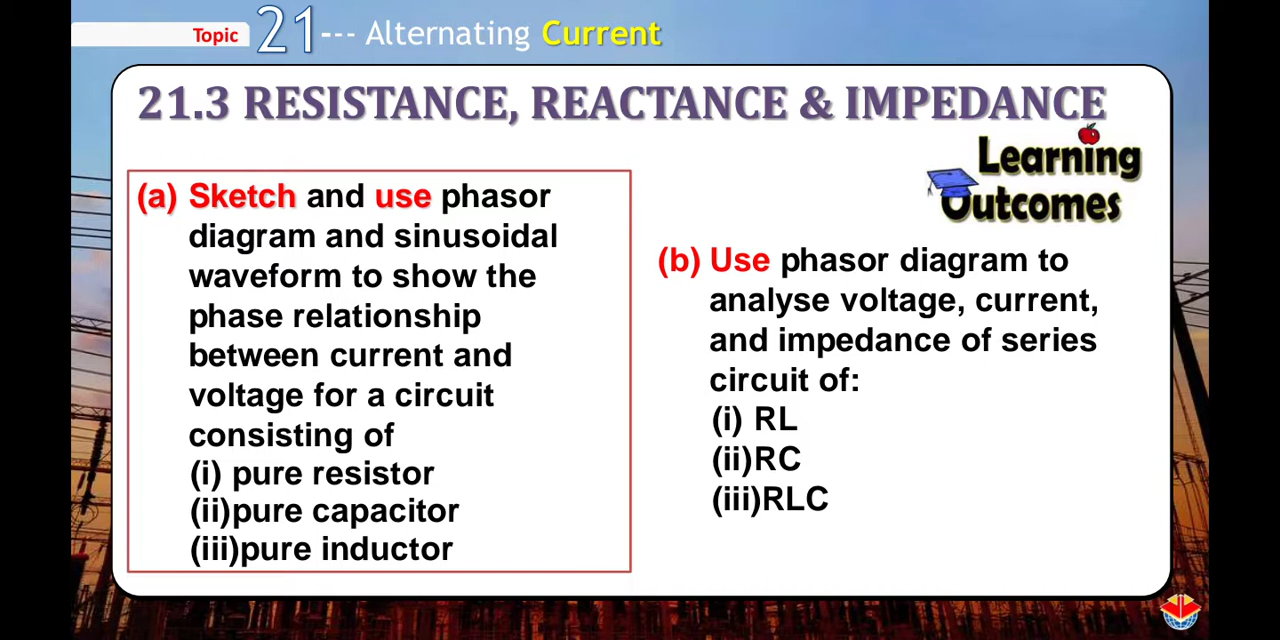 Topic 21--- Alternating Current
21.3 RESISTANCE, REACTANCE & IMPEDANCE
Learning
Outcomes
(a) Sketch and use phasor
diagram and sinusoidal
waveform to show the
phase relationship
between current and
voltage for a circuit
consisting of
(i) pure resistor
(ii)pure capacitor
(iii)pure inductor
(b) Use phasor diagram to
analyse voltage, current,
and impedance of series
circuit of:
(i) RL
(ii)RC
(iii)RLC